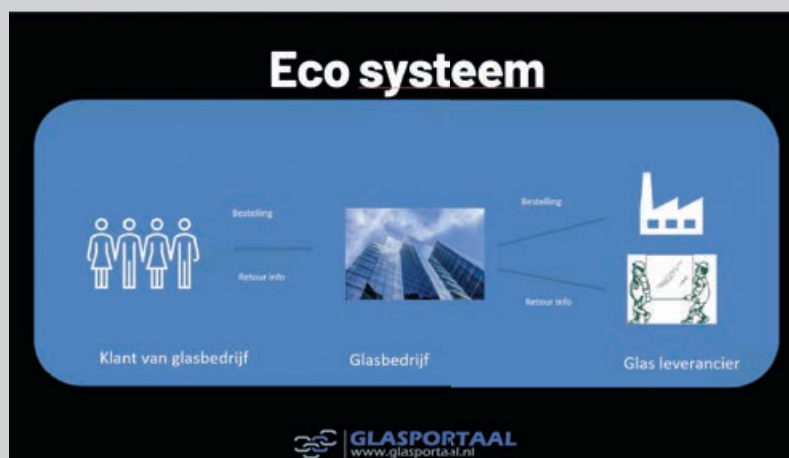 Eco systeem
Bestelling
Retour info
Bestelling
Retour info
Klant van glasbedrijf
Glasbedrijf
Glas leverancier
GLASPORTAAL
www.glasportaal.nl